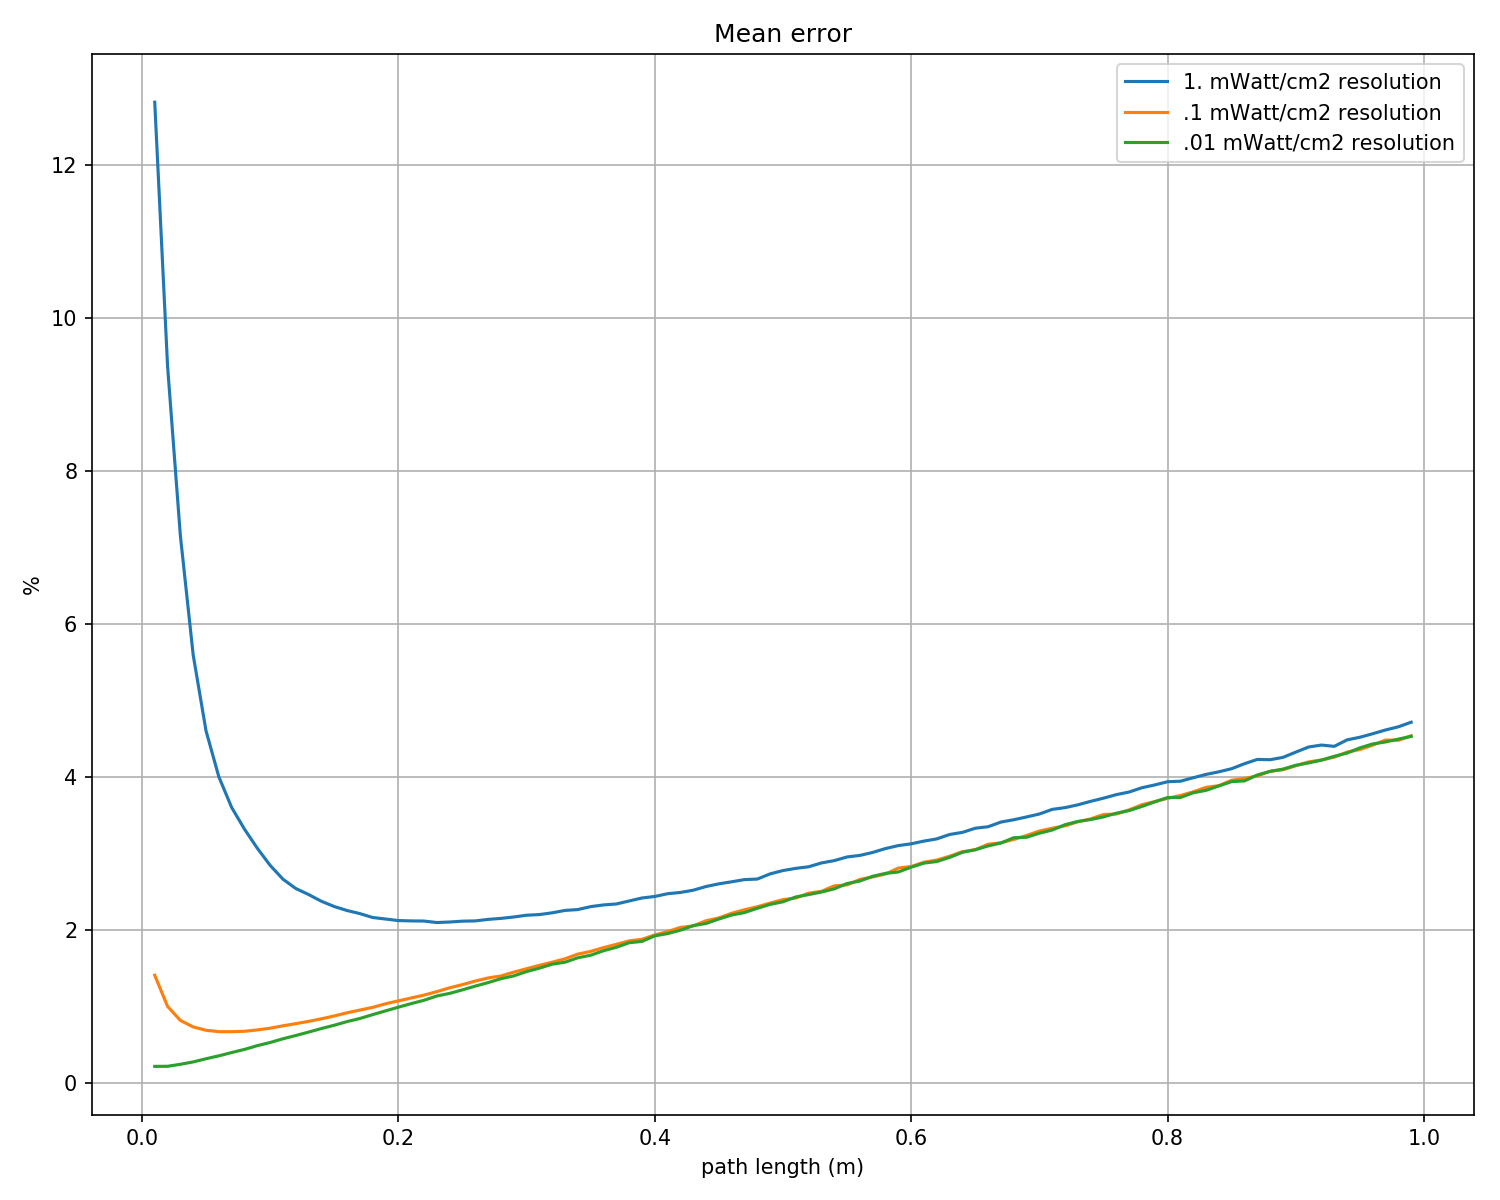 Mean error
1. mWatt/cm2 resolution
.1 mWatt/cm2 resolution
.01 mWatt/cm2 resolution
12
10
8
6
4
2
0
%
0.0 0.2 0.4 0.6 0.8 1.0
path length (m)